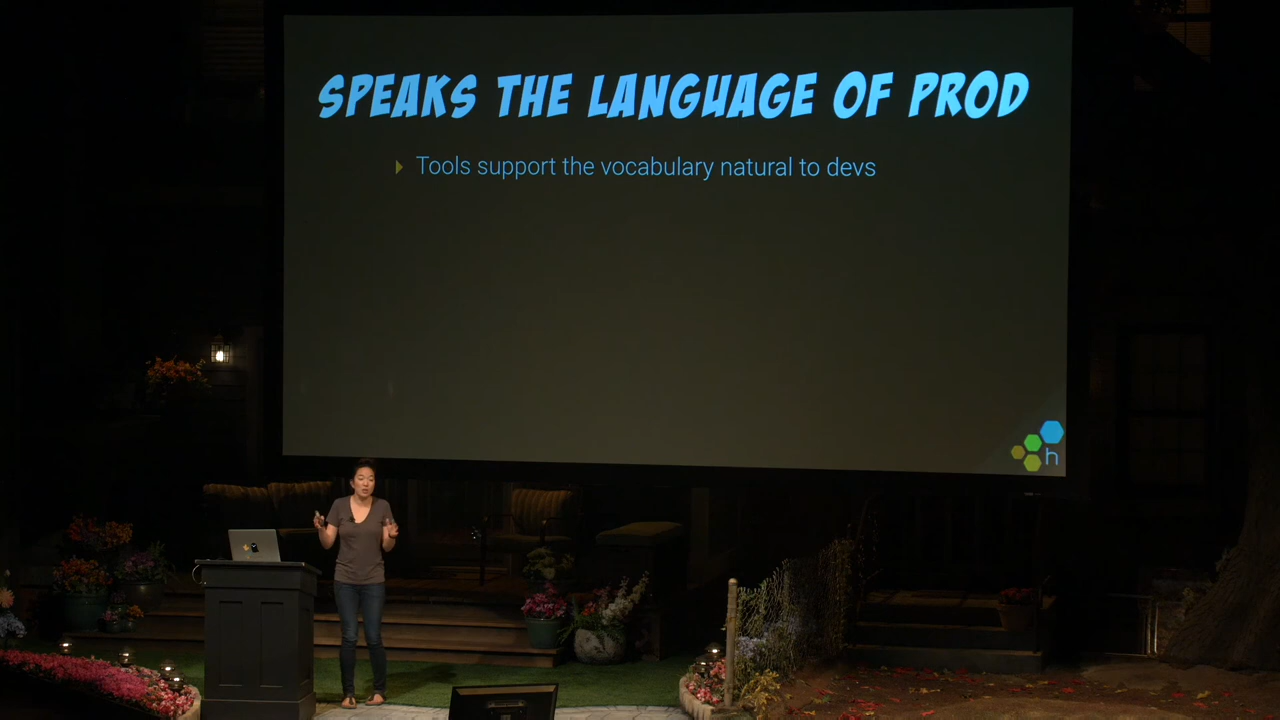 SPEAKS THE LANGUAGE OF PROD
Tools support the vocabulary natural to devs
h